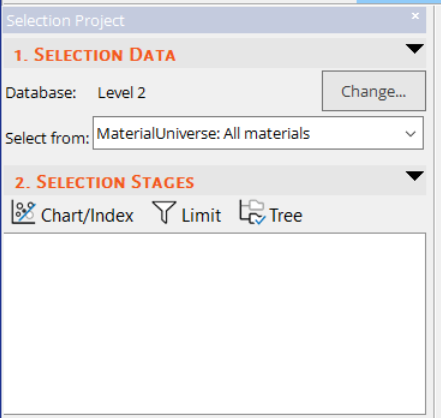 Selection Project ×
1. SELECTION DATA
Database: Level 2 Change...
Select from: MaterialUniverse: All materials
2. SELECTION STAGES
Chart/Index Limit Tree